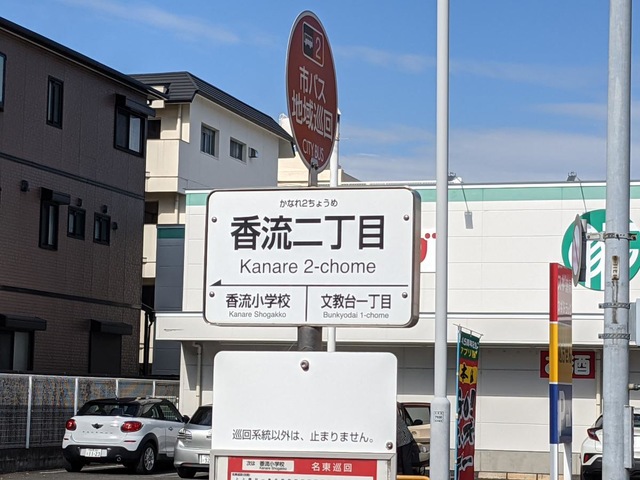 2
市バス
地域巡回
CITY BUS
かなれ2ちょうめ
香流二丁目
Kanare 2-chome
香流小学校
Kanare Shogakko
文教台一丁目
Bunkyodai 1-chome
巡回系統以外は、止まりません。
次は
香流小学校
Kanare Shogakko
名東巡回